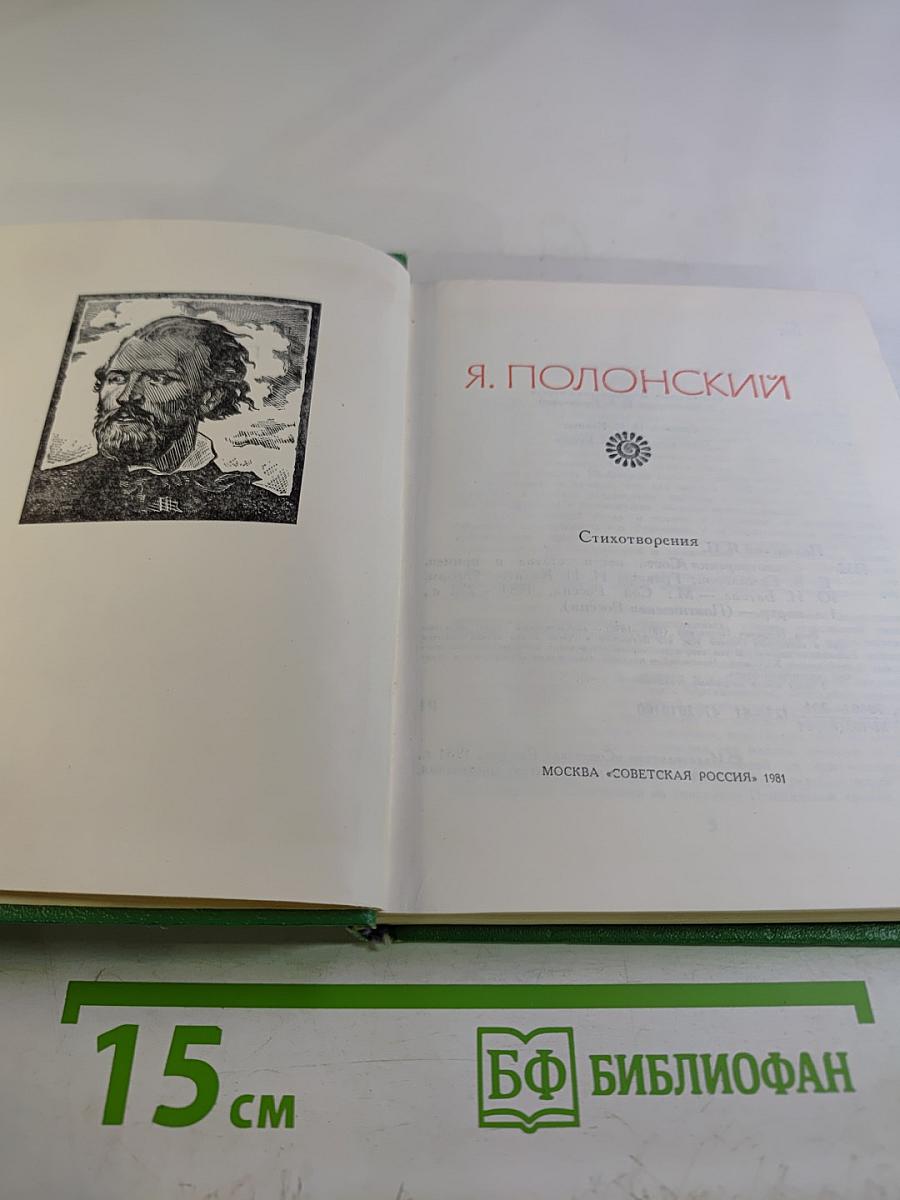 Я. ПОЛОНСКИЙ
Стихотворения
МОСКВА «СОВЕТСКАЯ РОССИЯ» 1981
15 см
БФ БИБЛИОФАН